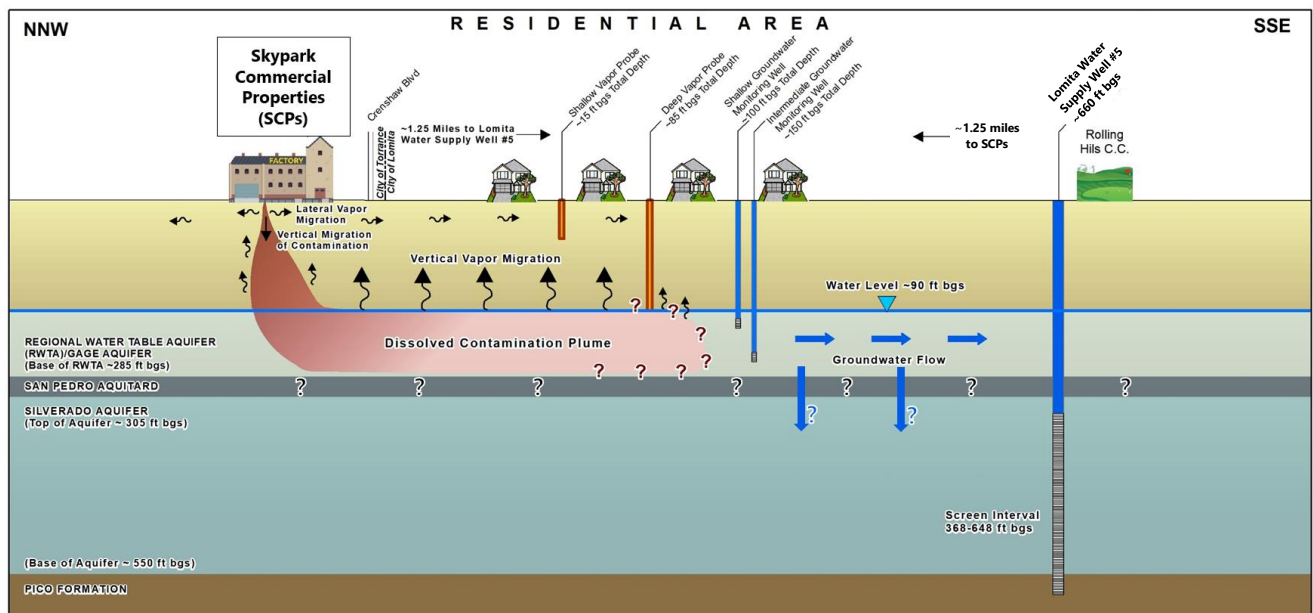 NNW
RESIDENTIAL AREA
SSE
Skypark
Commercial
Properties
(SCPs)
Crenshaw Blvd
City of Torrance
City of Lomita
~1.25 Miles to Lomita
Water Supply Well #5
Shallow Vapor Probe
~15 ft bgs Total Depth
Deep Vapor Probe
~85 ft bgs Total Depth
Shallow Groundwater
Monitoring Well
~100 ft bgs Total Depth
Intermediate Groundwater
Monitoring Well
~150 ft bgs Total Depth
~1.25 miles
to SCPs
Lomita Water
Supply Well #5
~660 ft bgs
Rolling
Hils C.C.
FACTORY
Lateral Vapor
Migration
Vertical Migration
of Contamination
Vertical Vapor Migration
Water Level ~90 ft bgs
? ?
?
? ? ? ?
Dissolved Contamination Plume
Groundwater Flow
REGIONAL WATER TABLE AQUIFER
(RWTA)/GAGE AQUIFER
(Base of RWTA ~285 ft bgs)
SAN PEDRO AQUITARD
? ? ? ? ? ? ?
SILVERADO AQUIFER
(Top of Aquifer ~ 305 ft bgs)
? ?
Screen Interval
368-648 ft bgs
(Base of Aquifer ~ 550 ft bgs)
PICO FORMATION